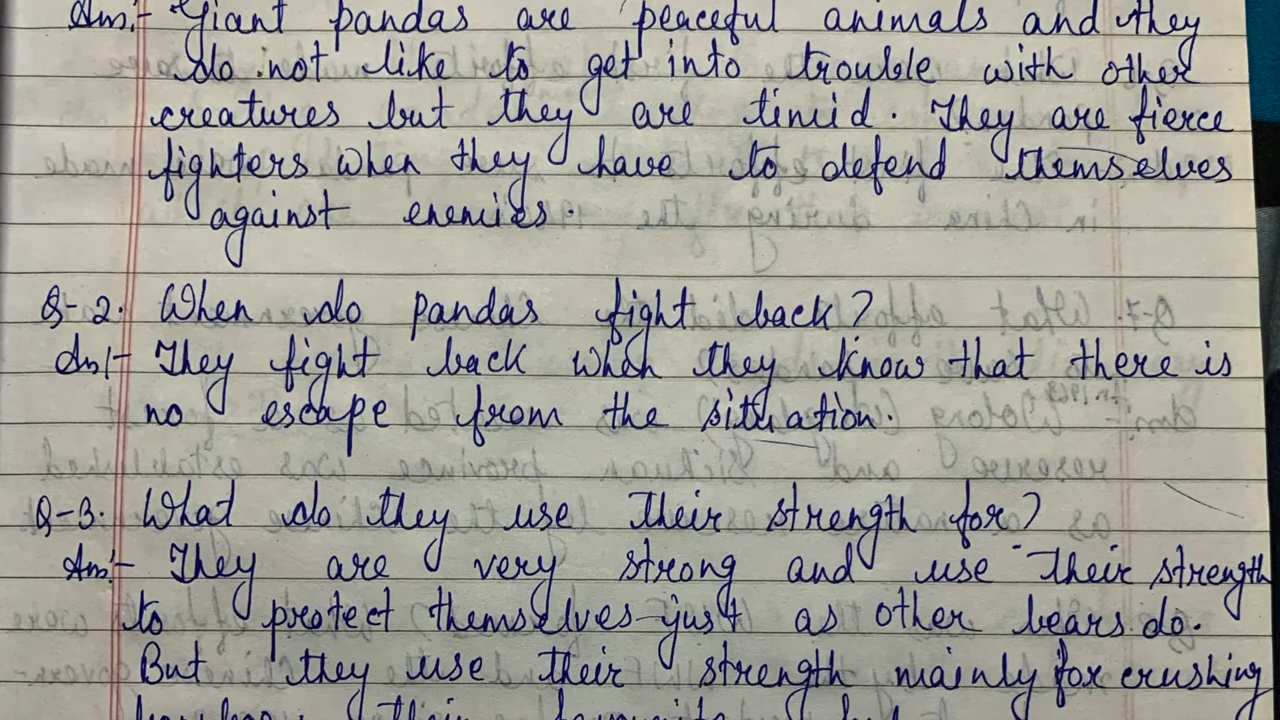 Ans:- Giant pandas are peaceful animals and they
do not like to get into trouble with other
creatures but they are timid. They are fierce
fighters when they have to defend themselves
against enemies.
Q-2. When do pandas fight back?
Ans:- They fight back when they know that there is
no escape from the situation.
Q-3. What do they use their strength for?
Ans:- They are very strong and use their strength
to protect themselves just as other bears do.
But they use their strength mainly for crushing
their favourite